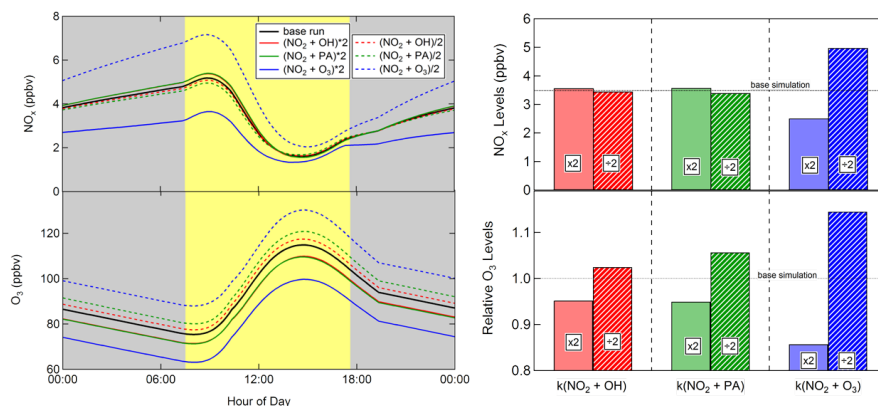 8
6
4
2
0
NOx (ppbv)
base run
(NO2 + OH)*2
(NO2 + PA)*2
(NO2 + O3)*2
(NO2 + OH)/2
(NO2 + PA)/2
(NO2 + O3)/2
120
100
80
60
O3 (ppbv)
00:00
06:00
12:00
18:00
00:00
Hour of Day
6
5
4
3
2
1
0
NOx Levels (ppbv)
base simulation
x2
÷2
x2
÷2
x2
÷2
1.1
1.0
0.9
0.8
Relative O3 Levels
base simulation
x2
÷2
x2
÷2
x2
÷2
k(NO2 + OH)
k(NO2 + PA)
k(NO2 + O3)